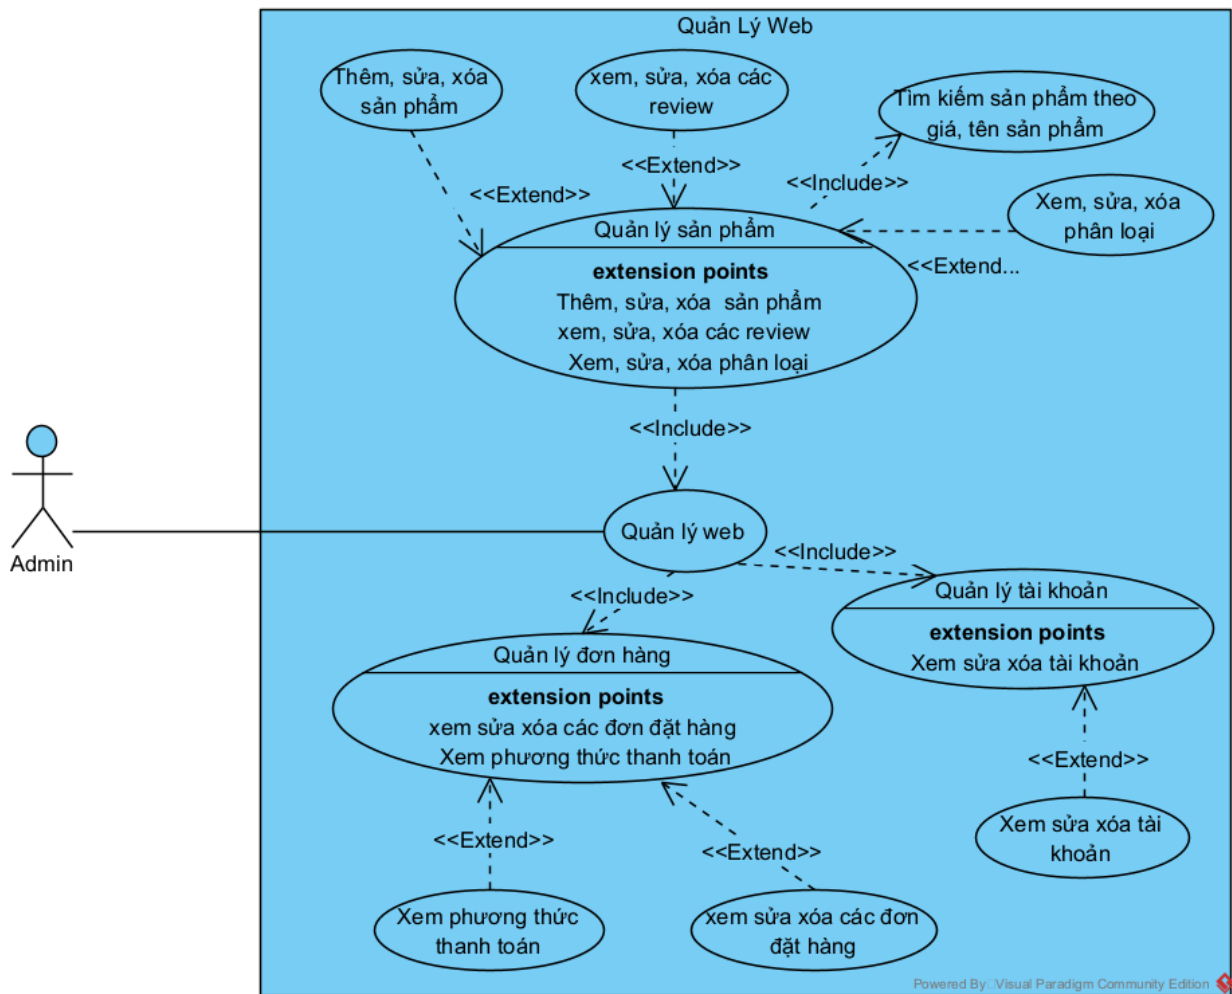 Quản Lý Web
Thêm, sửa, xóa
sản phẩm
xem, sửa, xóa các
review
Tìm kiếm sản phẩm theo
giá, tên sản phẩm
<<Extend>>
<<Extend>>
<<Include>>
Xem, sửa, xóa
phân loại
<<Extend...
Quản lý sản phẩm
extension points
Thêm, sửa, xóa sản phẩm
xem, sửa, xóa các review
Xem, sửa, xóa phân loại
<<Include>>
Admin
Quản lý web
<<Include>>
<<Include>>
Quản lý tài khoản
extension points
Xem sửa xóa tài khoản
Quản lý đơn hàng
extension points
xem sửa xóa các đơn đặt hàng
Xem phương thức thanh toán
<<Extend>>
<<Extend>>
<<Extend>>
Xem sửa xóa tài
khoản
Xem phương thức
thanh toán
xem sửa xóa các đơn
đặt hàng
Powered By Visual Paradigm Community Edition